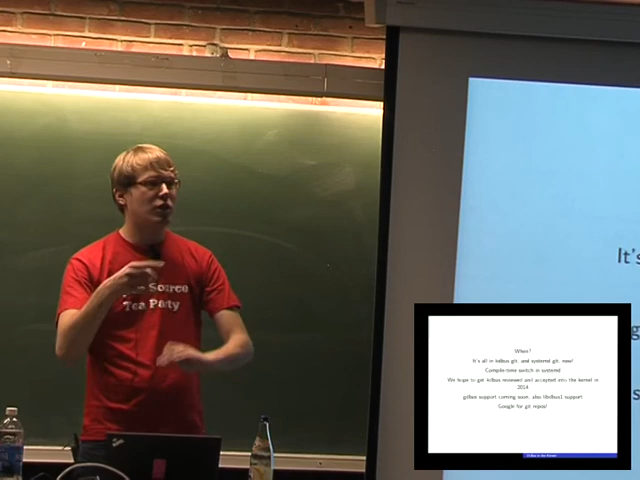 Source
Tea Party
It's
When?
It's all in kdbus git, and systemd git, now!
Compile-time switch in systemd
We hope to get kdbus reviewed and accepted into the kernel in
2014
gdbus support coming soon, also libdbus1 support
Google for git repos!